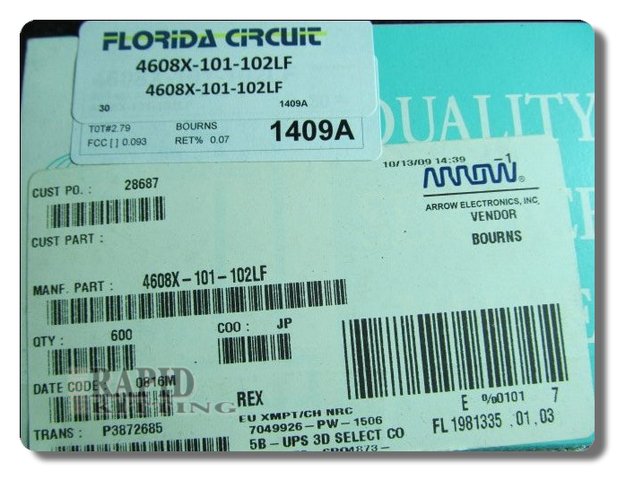 FLORIDA CIRCUIT
4608X-101-102LF
4608X-101-102LF
30 1409A
TOT#2.79 BOURNS 1409A
FCC [ ] 0.093 RET% 0.07
QUALITY
10/13/09 14:39 -1
ARROW®
ARROW ELECTRONICS, INC.
VENDOR
BOURNS
CUST PO. : 28687
CUST PART :
MANF. PART : 4608X-101-102LF
QTY : 600 COO : JP
DATE CODE 0816M
RAPID
KITTING
REX
EU XMPT/CH NRC
TRANS : P3872685 7049926-PW-1506
5B-UPS 3D SELECT CO
E 0101 7
FL 1981335 .01.03